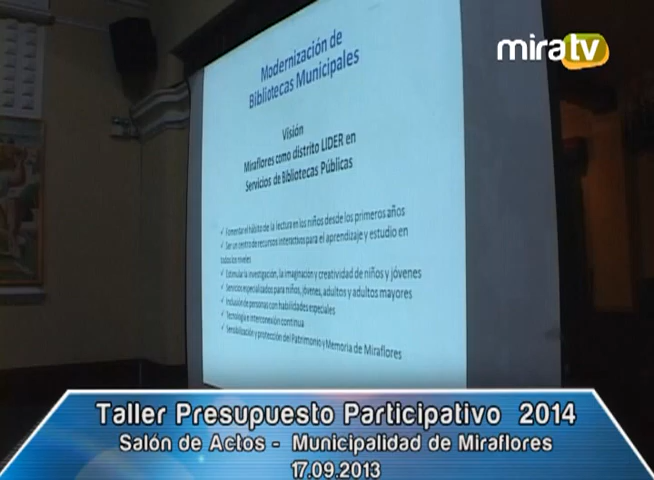 miratv
Modernización de
Bibliotecas Municipales
Visión
Miraflores como distrito LIDER en
Servicios de Bibliotecas Públicas
✓ Fomentar el hábito de la lectura en los niños desde los primeros años
✓ Ser un centro de recursos interactivos para el aprendizaje y estudio en
todos los niveles
✓ Estimular la investigación, la imaginación y creatividad de niños y jóvenes
✓ Servicios especializados para niños, jóvenes, adultos y adultos mayores
✓ Inclusión de personas con habilidades especiales
✓ Tecnología e interconexión continua
✓ Sensibilización y protección del Patrimonio y Memoria de Miraflores
Taller Presupuesto Participativo 2014
Salón de Actos - Municipalidad de Miraflores
17.09.2013